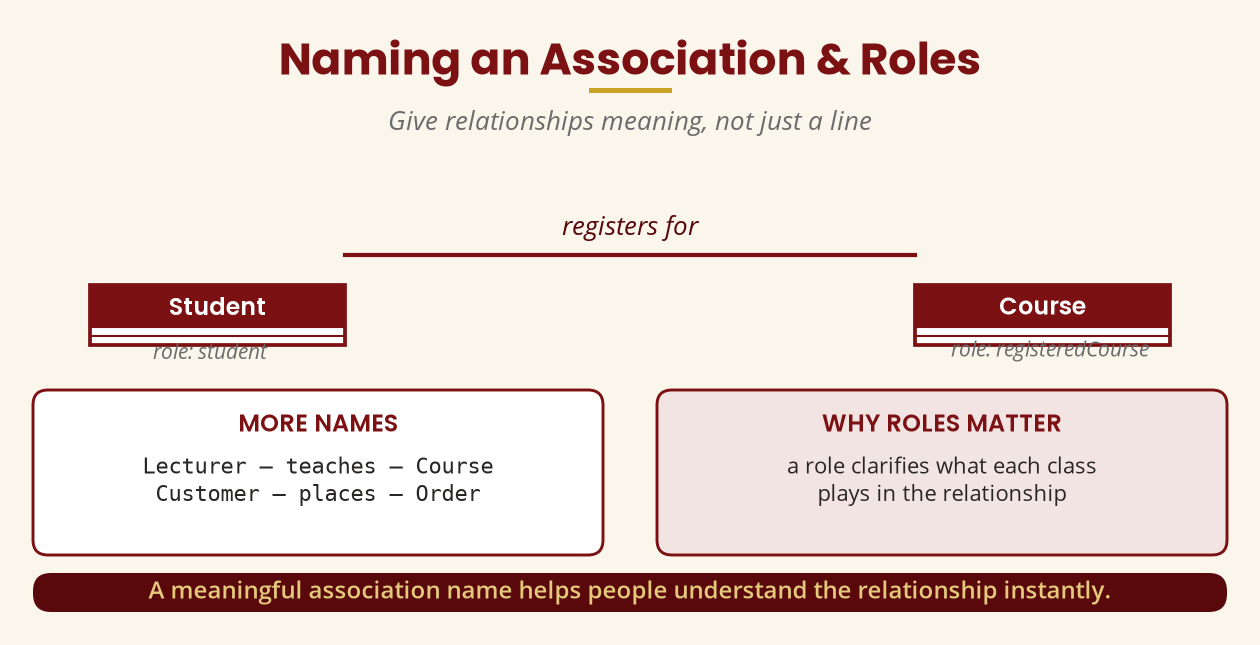 Naming an Association & Roles
Give relationships meaning, not just a line
registers for
Student
Course
role: student
role: registeredCourse
MORE NAMES
Lecturer — teaches — Course
Customer — places — Order
WHY ROLES MATTER
a role clarifies what each class
plays in the relationship
A meaningful association name helps people understand the relationship instantly.